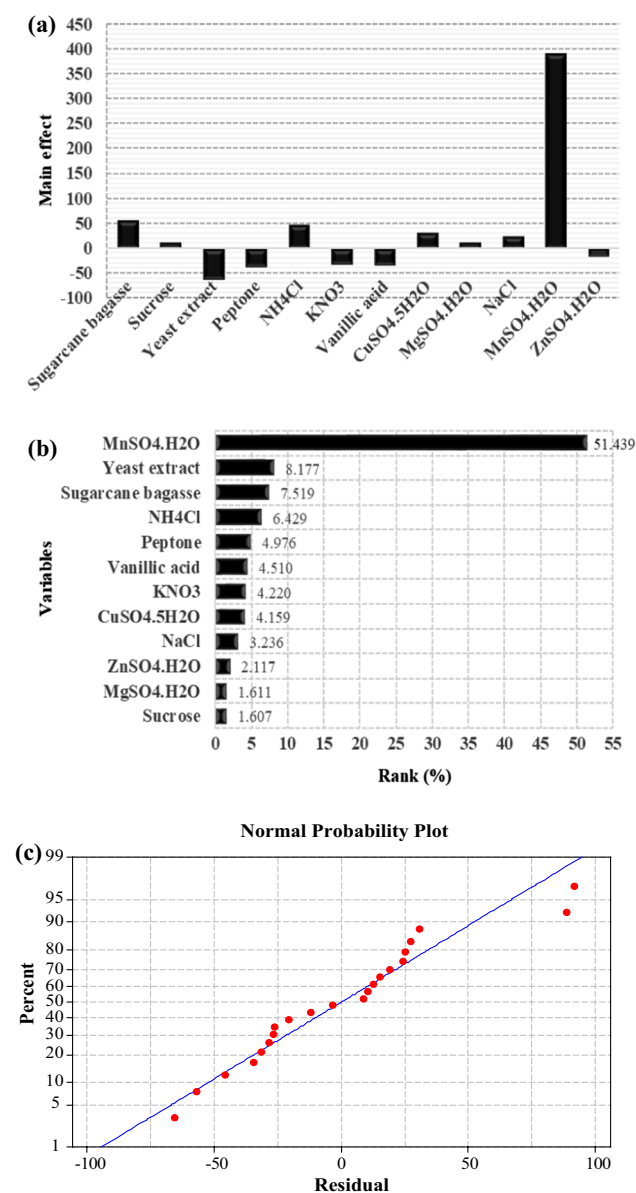 (a)
Main effect
450
400
350
300
250
200
150
100
50
0
-50
-100
Sugarcane bagasse
Sucrose
Yeast extract
Peptone
NH4Cl
KNO3
Vanillic acid
CuSO4.5H2O
MgSO4.H2O
NaCl
MnSO4.H2O
ZnSO4.H2O
(b)
Variables
MnSO4.H2O 51.439
Yeast extract 8.177
Sugarcane bagasse 7.519
NH4Cl 6.429
Peptone 4.976
Vanillic acid 4.510
KNO3 4.220
CuSO4.5H2O 4.159
NaCl 3.236
ZnSO4.H2O 2.117
MgSO4.H2O 1.611
Sucrose 1.607
0 5 10 15 20 25 30 35 40 45 50 55
Rank (%)
Normal Probability Plot
(c)
Percent
99
95
90
80
70
60
50
40
30
20
10
5
1
-100 -50 0 50 100
Residual